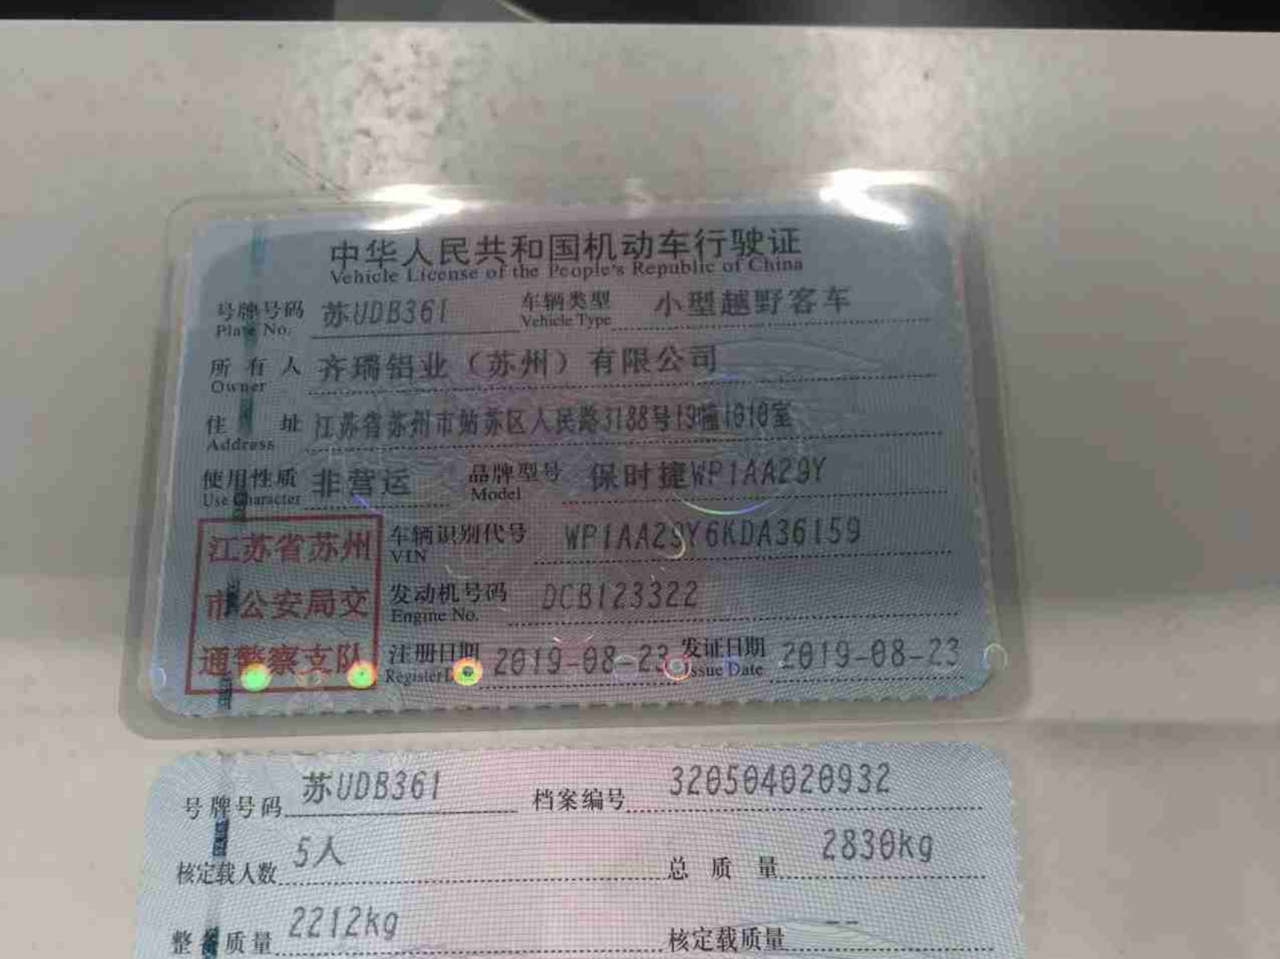 中华人民共和国机动车行驶证
Vehicle License of the People's Republic of China
号牌号码 苏UDB361 车辆类型 小型越野客车
Plate No. Vehicle Type
所有人 齐瑞铝业（苏州）有限公司
Owner
住址 江苏省苏州市姑苏区人民路3188号19幢1010室
Address
使用性质 非营运 品牌型号 保时捷WP1AA29Y
Use Character Model
江苏省苏州
市公安局交
通警察支队
车辆识别代号 WP1AA29Y6KDA36159
VIN
发动机号码 DCB123322
Engine No.
注册日期 2019-08-23 发证日期 2019-08-23
Register Issue Date
号牌号码 苏UDB361 档案编号 320504020932
核定载人数 5人 总质量 2830kg
整备质量 2212kg 核定载质量 --